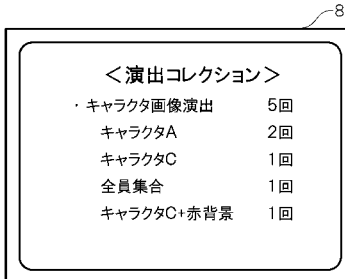 8
＜演出コレクション＞
・キャラクタ画像演出 5回
キャラクタA 2回
キャラクタC 1回
全員集合 1回
キャラクタC+赤背景 1回